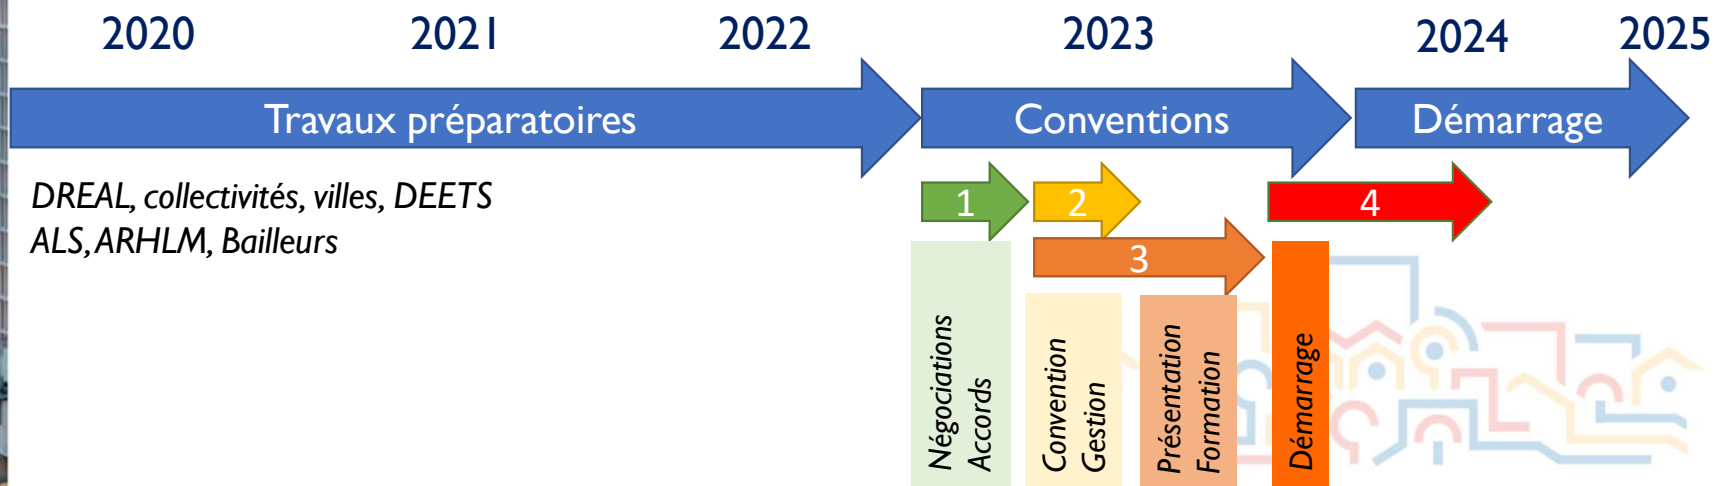 2020 2021 2022 2023 2024 2025
Travaux préparatoires Conventions Démarrage
DREAL, collectivités, villes, DEETS
ALS, ARHLM, Bailleurs
1 2 4
3
Négociations
Accords
Convention
Gestion
Présentation
Formation
Démarrage